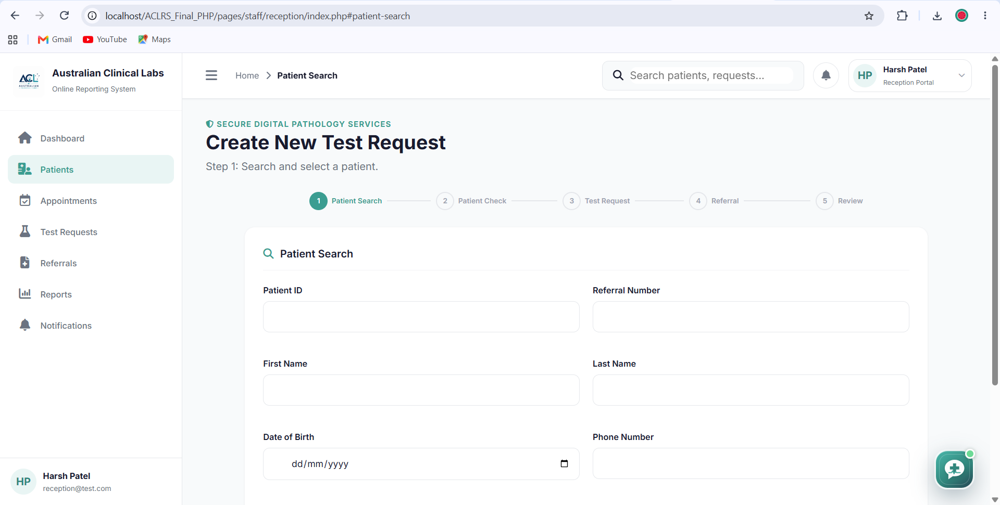 localhost/ACLRS_Final_PHP/pages/staff/reception/index.php#patient-search
Gmail
YouTube
Maps
ACL
AUSTRALIAN
Australian Clinical Labs
Online Reporting System
Home
Patient Search
Search patients, requests...
HP
Harsh Patel
Reception Portal
Dashboard
Patients
Appointments
Test Requests
Referrals
Reports
Notifications
SECURE DIGITAL PATHOLOGY SERVICES
Create New Test Request
Step 1: Search and select a patient.
1 Patient Search
2 Patient Check
3 Test Request
4 Referral
5 Review
Patient Search
Patient ID
Referral Number
First Name
Last Name
Date of Birth
Phone Number
dd/mm/yyyy
HP
Harsh Patel
reception@test.com